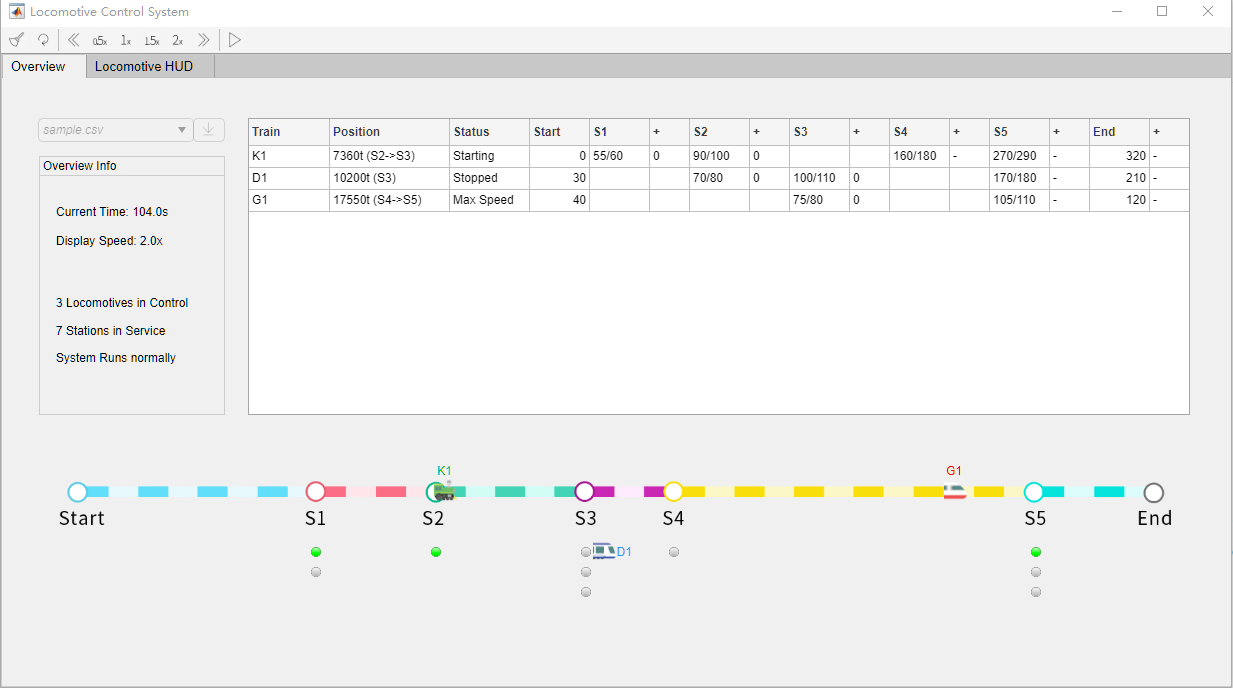 Locomotive Control System
0.5x 1x 1.5x 2x
Overview Locomotive HUD
sample.csv
Overview Info
Current Time: 104.0s
Display Speed: 2.0x
3 Locomotives in Control
7 Stations in Service
System Runs normally
Train Position Status Start S1 + S2 + S3 + S4 + S5 + End +
K1 7360t (S2->S3) Starting 0 55/60 0 90/100 0 160/180 - 270/290 - 320 -
D1 10200t (S3) Stopped 30 70/80 0 100/110 0 170/180 - 210 -
G1 17550t (S4->S5) Max Speed 40 75/80 0 105/110 - 120 -
K1 G1
Start S1 S2 S3 S4 S5 End
D1